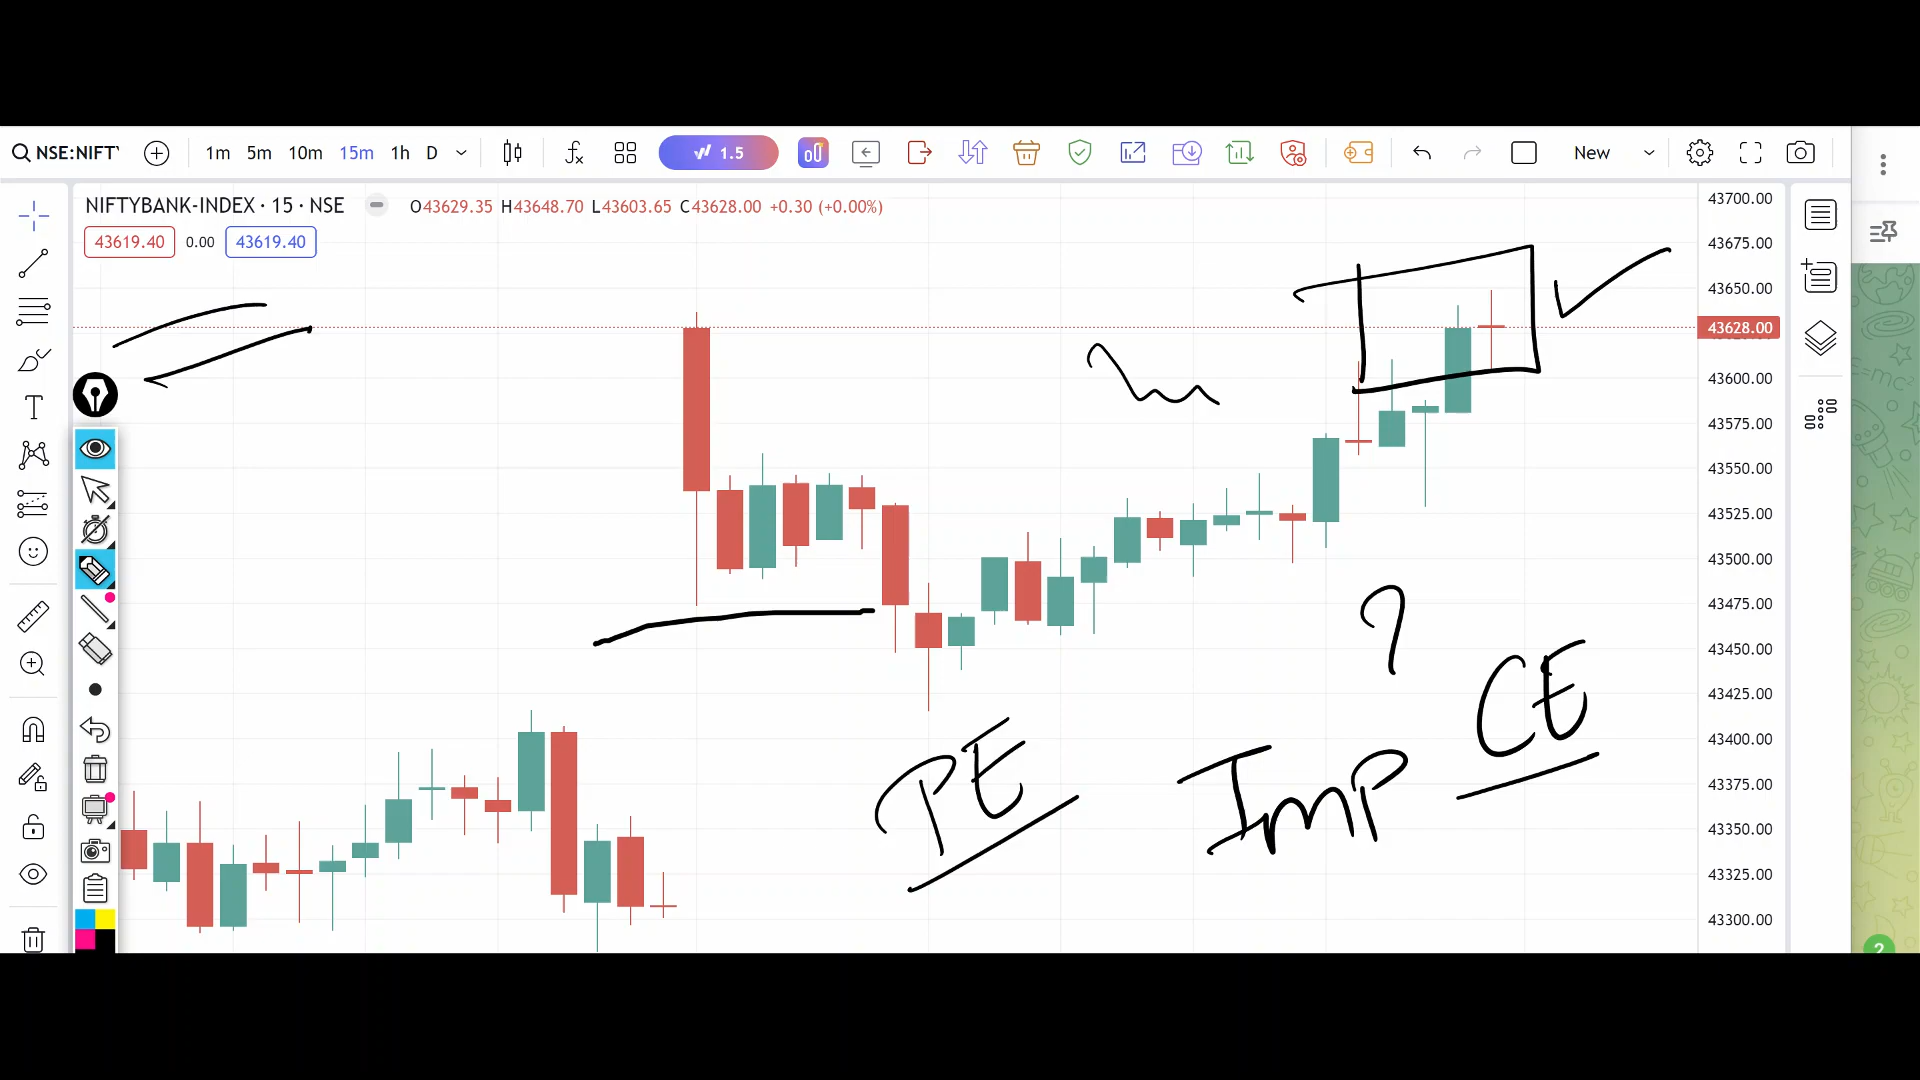 NSE:NIFT
1m 5m 10m 15m 1h D
1.5
New
NIFTYBANK-INDEX · 15 · NSE
O43629.35 H43648.70 L43603.65 C43628.00 +0.30 (+0.00%)
43619.40 0.00 43619.40
43700.00
43675.00
43650.00
43628.00
43600.00
43575.00
43550.00
43525.00
43500.00
43475.00
43450.00
43425.00
43400.00
43375.00
43350.00
43325.00
43300.00
?
CE
PE
Imp
2